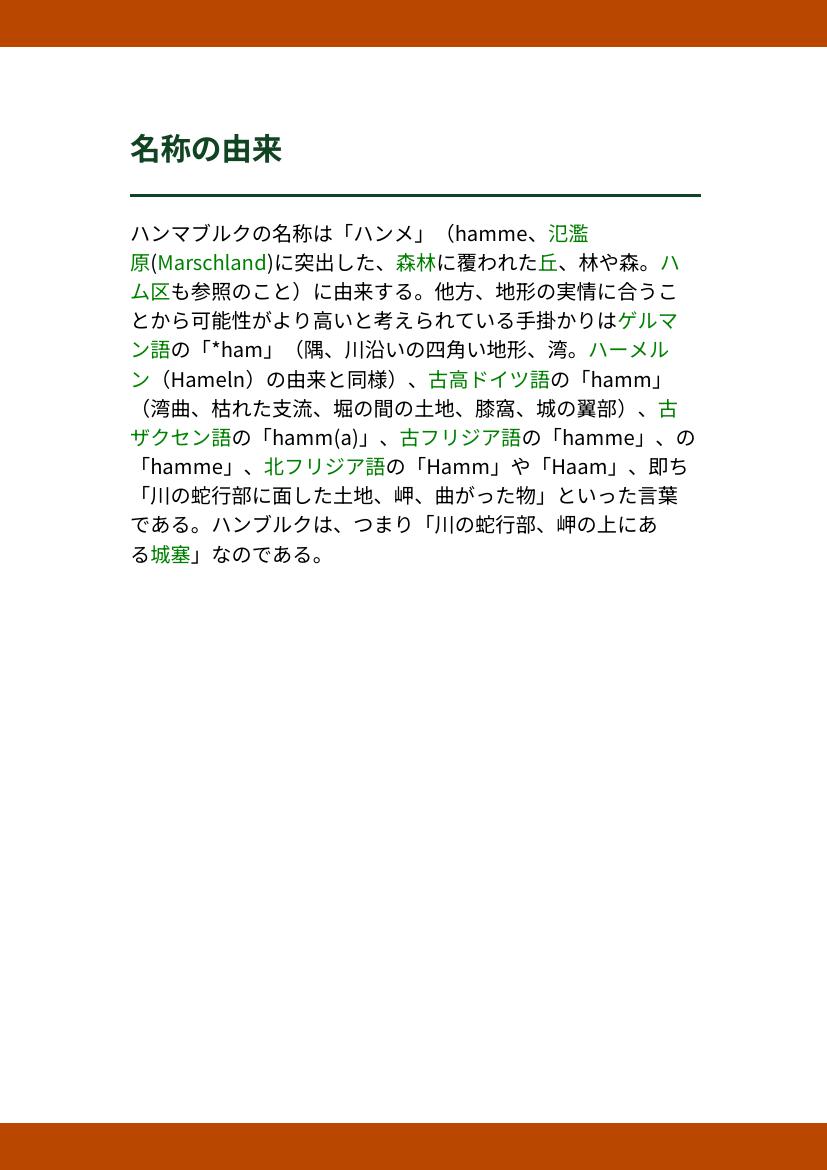 名称の由来
ハンマブルクの名称は「ハンメ」（hamme、氾濫
原(Marschland)に突出した、森林に覆われた丘、林や森。ハ
ム区も参照のこと）に由来する。他方、地形の実情に合うこ
とから可能性がより高いと考えられている手掛かりはゲルマ
ン語の「*ham」（隅、川沿いの四角い地形、湾。ハーメル
ン（Hameln）の由来と同様）、古高ドイツ語の「hamm」
（湾曲、枯れた支流、堀の間の土地、膝窩、城の翼部）、古
ザクセン語の「hamm(a)」、古フリジア語の「hamme」、の
「hamme」、北フリジア語の「Hamm」や「Haam」、即ち
「川の蛇行部に面した土地、岬、曲がった物」といった言葉
である。ハンブルクは、つまり「川の蛇行部、岬の上にあ
る城塞」なのである。